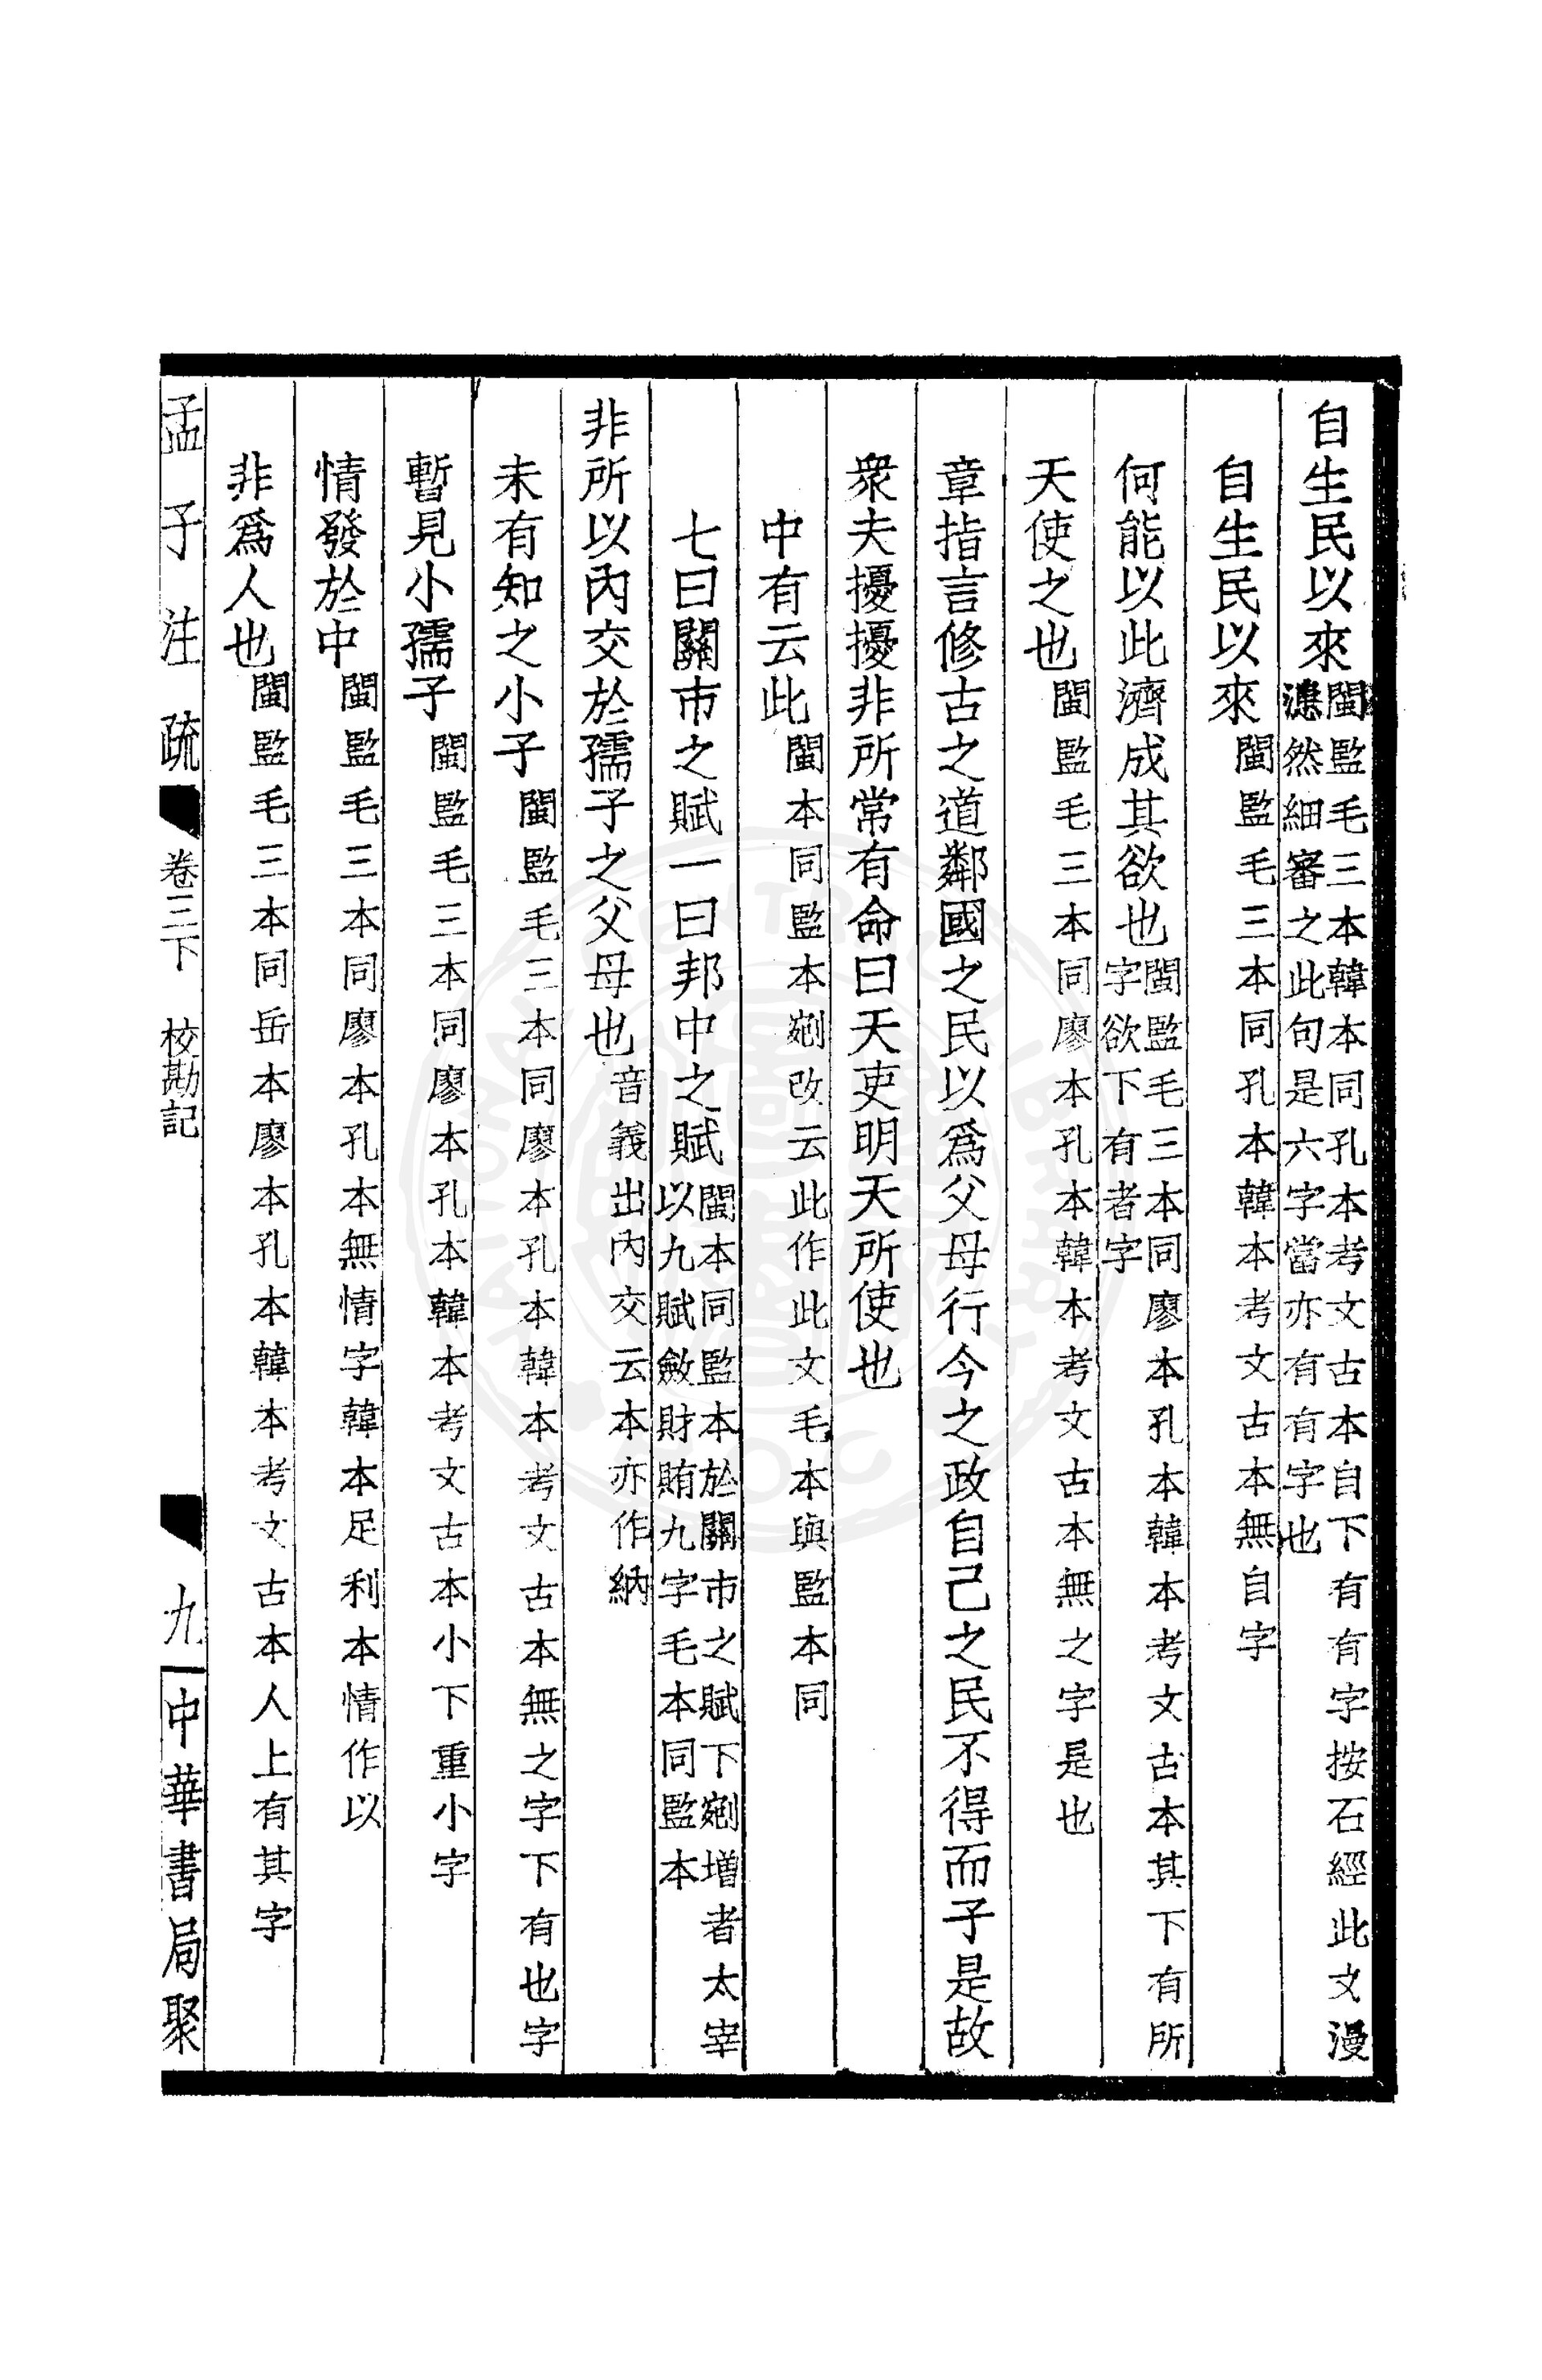 自生民以來閩監毛三本韓本同孔本考文古本自下有有字按石經此文漫
漶然細審之此句是六字當亦有有字也
自生民以來閩監毛三本同孔本韓本考文古本無自字
何能以此濟成其欲也閩監毛三本同廖本孔本韓本考文古本其下有所
字欲下有者字
天使之也閩監毛三本同廖本孔本韓本考文古本無之字是也
章指言修古之道鄰國之民以爲父母行今之政自己之民不得而子是故
衆夫擾擾非所常有命曰天吏明天所使也
中有云此閩本同監本剜改云此作此文毛本與監本同
七曰關市之賦一曰邦中之賦閩本同監本於關市之賦下剜增者太宰
以九賦斂財賄九字毛本同監本
非所以內交於孺子之父母也音義出內交云本亦作納
未有知之小子閩監毛三本同廖本孔本韓本考文古本無之字下有也字
暫見小孺子閩監毛三本同廖本孔本韓本考文古本小下重小字
情發於中閩監毛三本同廖本孔本無情字韓本足利本情作以
非爲人也閩監毛三本同岳本廖本孔本韓本考文古本人上有其字
孟子注疏 卷三下 校勘記 九 中華書局聚